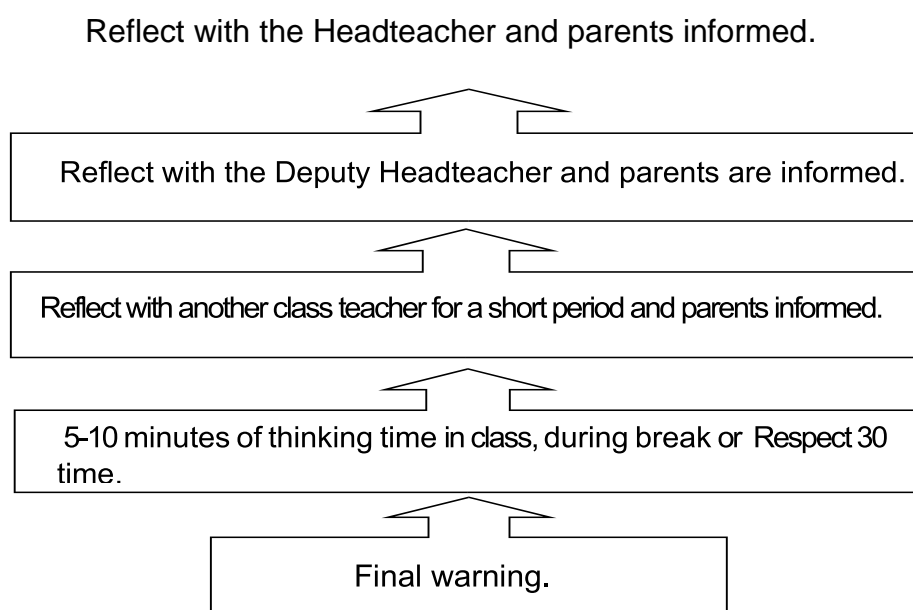 Reflect with the Headteacher and parents informed.
Reflect with the Deputy Headteacher and parents are informed.
Reflect with another class teacher for a short period and parents informed.
5-10 minutes of thinking time in class, during break or Respect 30
time.
Final warning.